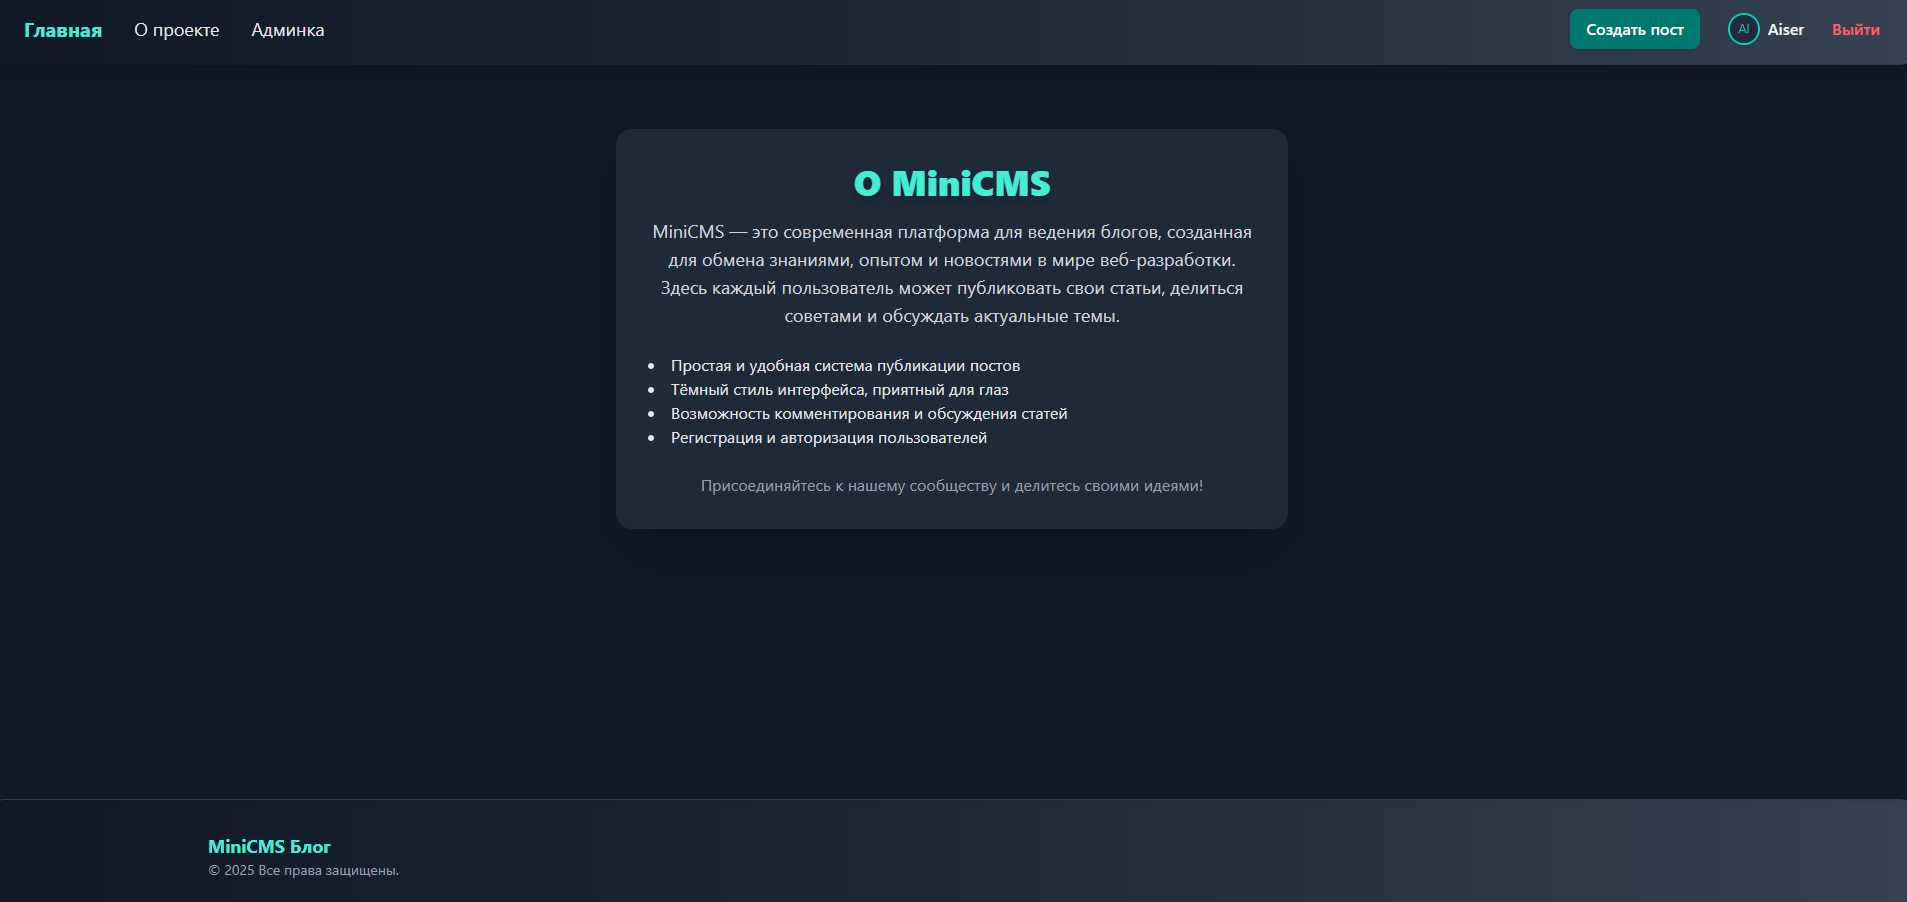 Главная
О проекте
Админка
Создать пост
AI
Aiser
Выйти
О MiniCMS
MiniCMS — это современная платформа для ведения блогов, созданная
для обмена знаниями, опытом и новостями в мире веб-разработки.
Здесь каждый пользователь может публиковать свои статьи, делиться
советами и обсуждать актуальные темы.
• Простая и удобная система публикации постов
• Тёмный стиль интерфейса, приятный для глаз
• Возможность комментирования и обсуждения статей
• Регистрация и авторизация пользователей
Присоединяйтесь к нашему сообществу и делитесь своими идеями!
MiniCMS Блог
© 2025 Все права защищены.